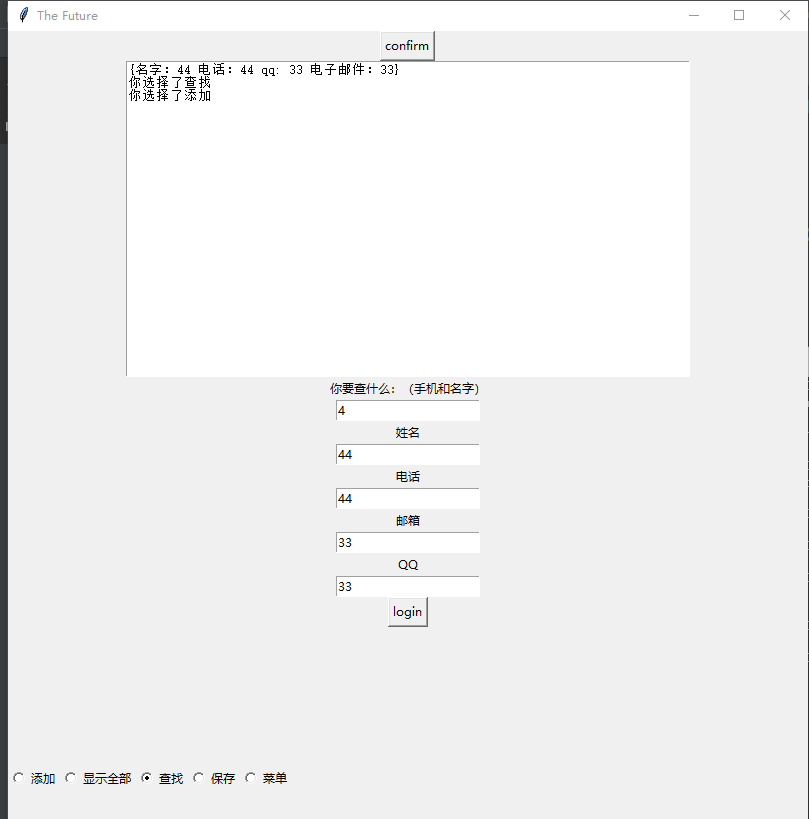 The Future
confirm
{名字：44 电话：44 qq：33 电子邮件：33}
你选择了查找
你选择了添加
你要查什么：（手机和名字）
4
姓名
44
电话
44
邮箱
33
QQ
33
login
添加 显示全部 查找 保存 菜单